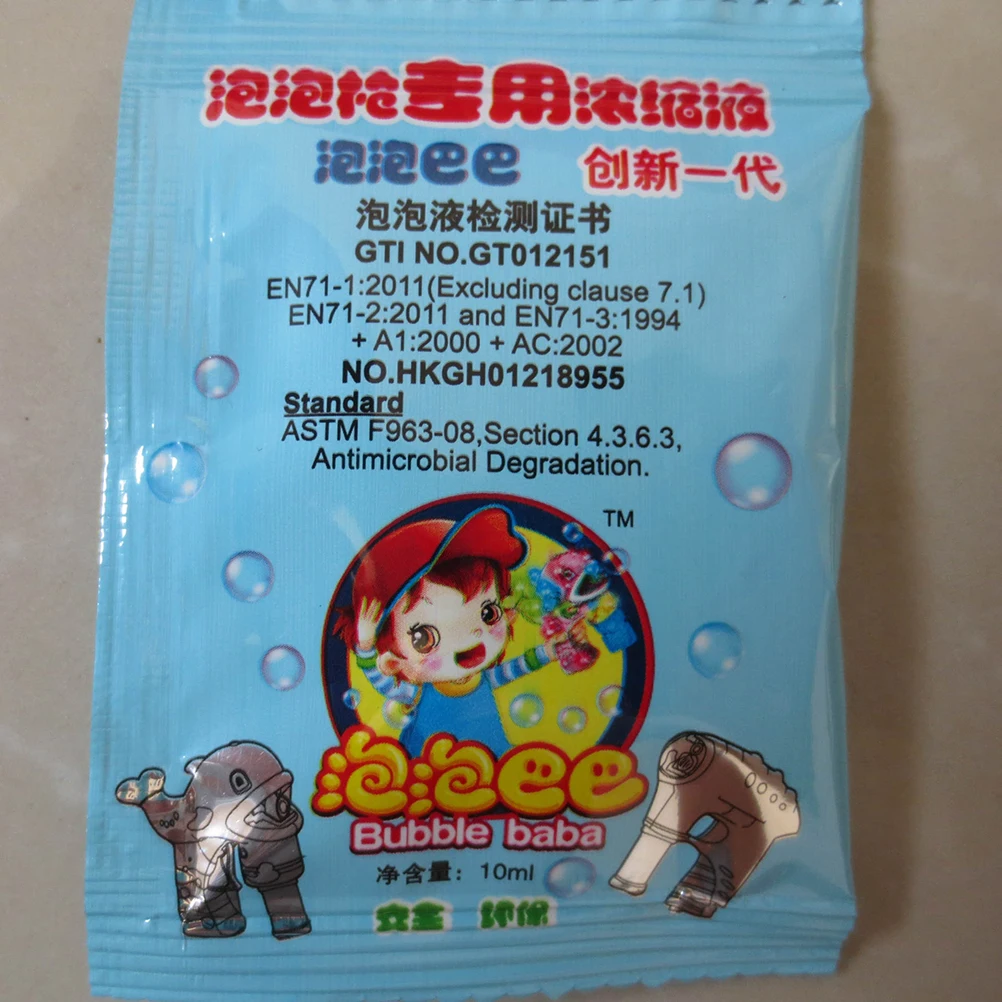 泡泡枪专用浓缩液
泡泡巴巴 创新一代
泡泡液检测证书
GTI NO.GT012151
EN71-1:2011(Excluding clause 7.1)
EN71-2:2011 and EN71-3:1994
+ A1:2000 + AC:2002
NO.HKGH01218955
Standard
ASTM F963-08,Section 4.3.6.3,
Antimicrobial Degradation.
TM
泡泡巴巴
Bubble baba
净含量：10ml
安全 环保